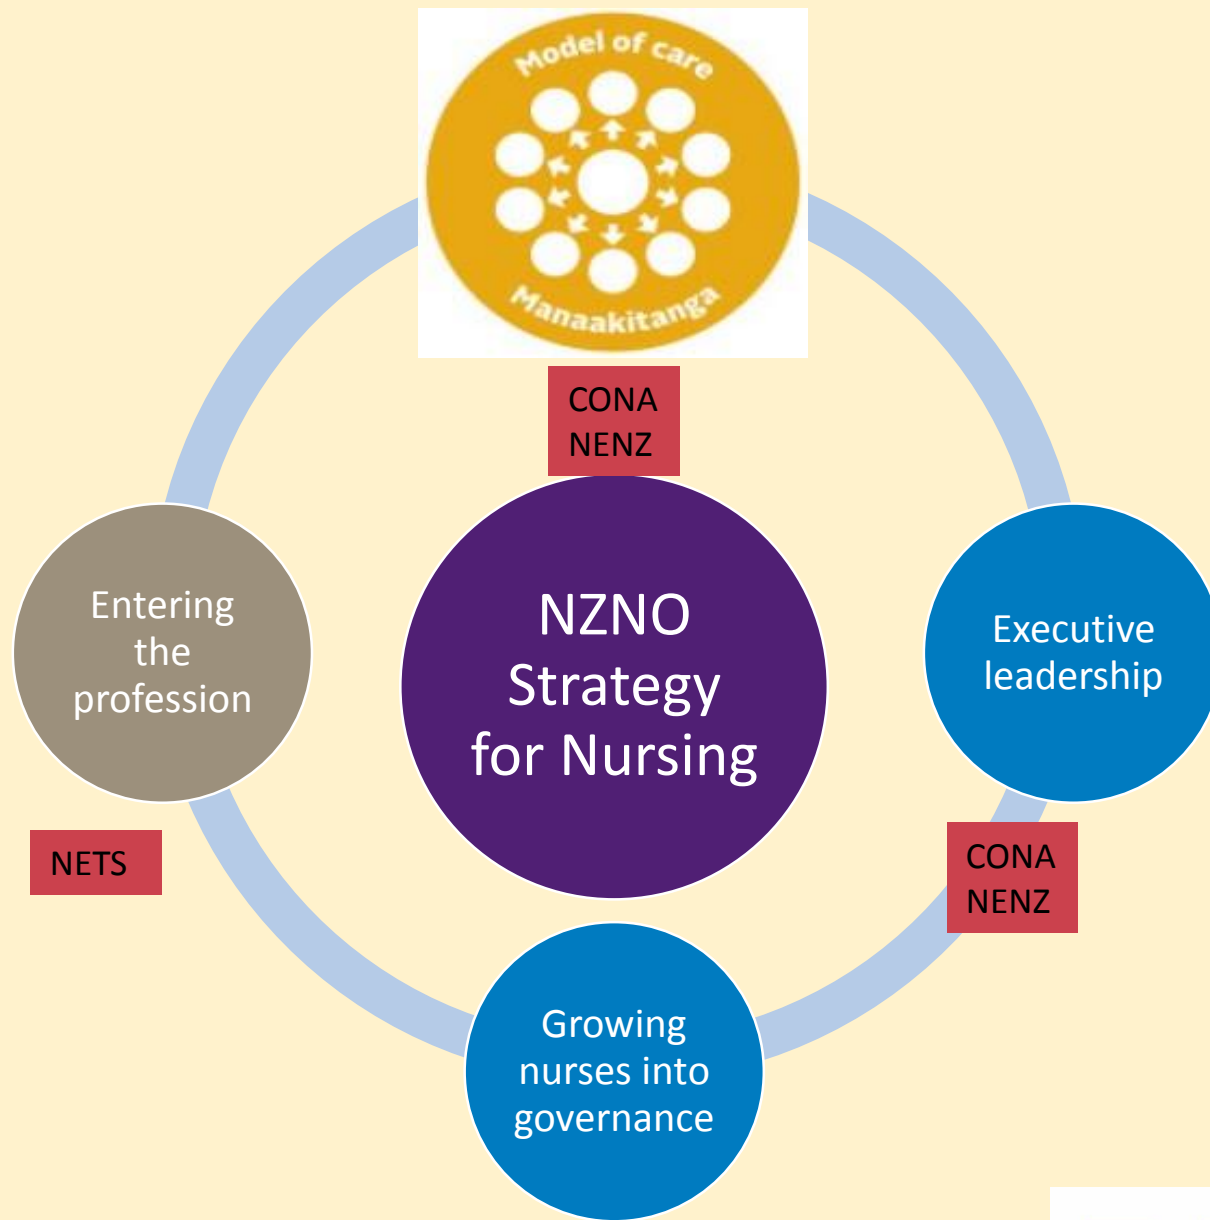 Model of care
Manaakitanga
CONA
NENZ
NZNO
Strategy
for Nursing
Entering
the
profession
Executive
leadership
NETS
CONA
NENZ
Growing
nurses into
governance